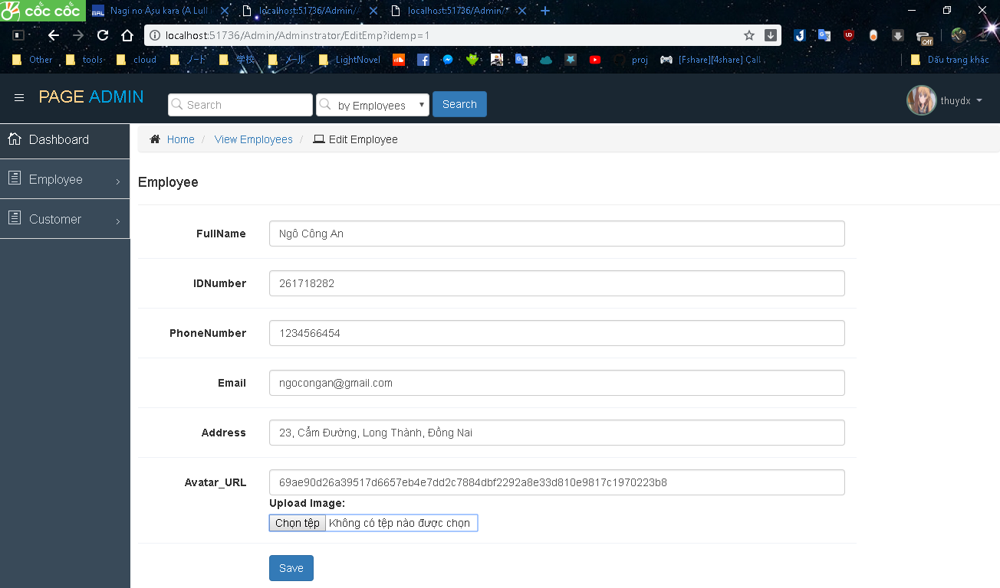 cốc cốc
MAL Nagi no Asu kara (A Lull localhost:51736/Admin/ localhost:51736/Admin/
localhost:51736/Admin/Adminstrator/EditEmp?idemp=1
Off
Other tools cloud ノート 学校 メール LightNovel proj [Fshare][4share] Call Dấu trang khác
PAGE ADMIN
Search
by Employees
Search
thuydx
Dashboard
Employee
Customer
Home / View Employees / Edit Employee
Employee
FullName Ngô Công An
IDNumber 261718282
PhoneNumber 1234566454
Email ngocongan@gmail.com
Address 23, Cẩm Đường, Long Thành, Đồng Nai
Avatar_URL 69ae90d26a39517d6657eb4e7dd2c7884dbf2292a8e33d810e9817c1970223b8
Upload Image:
Chọn tệp Không có tệp nào được chọn
Save